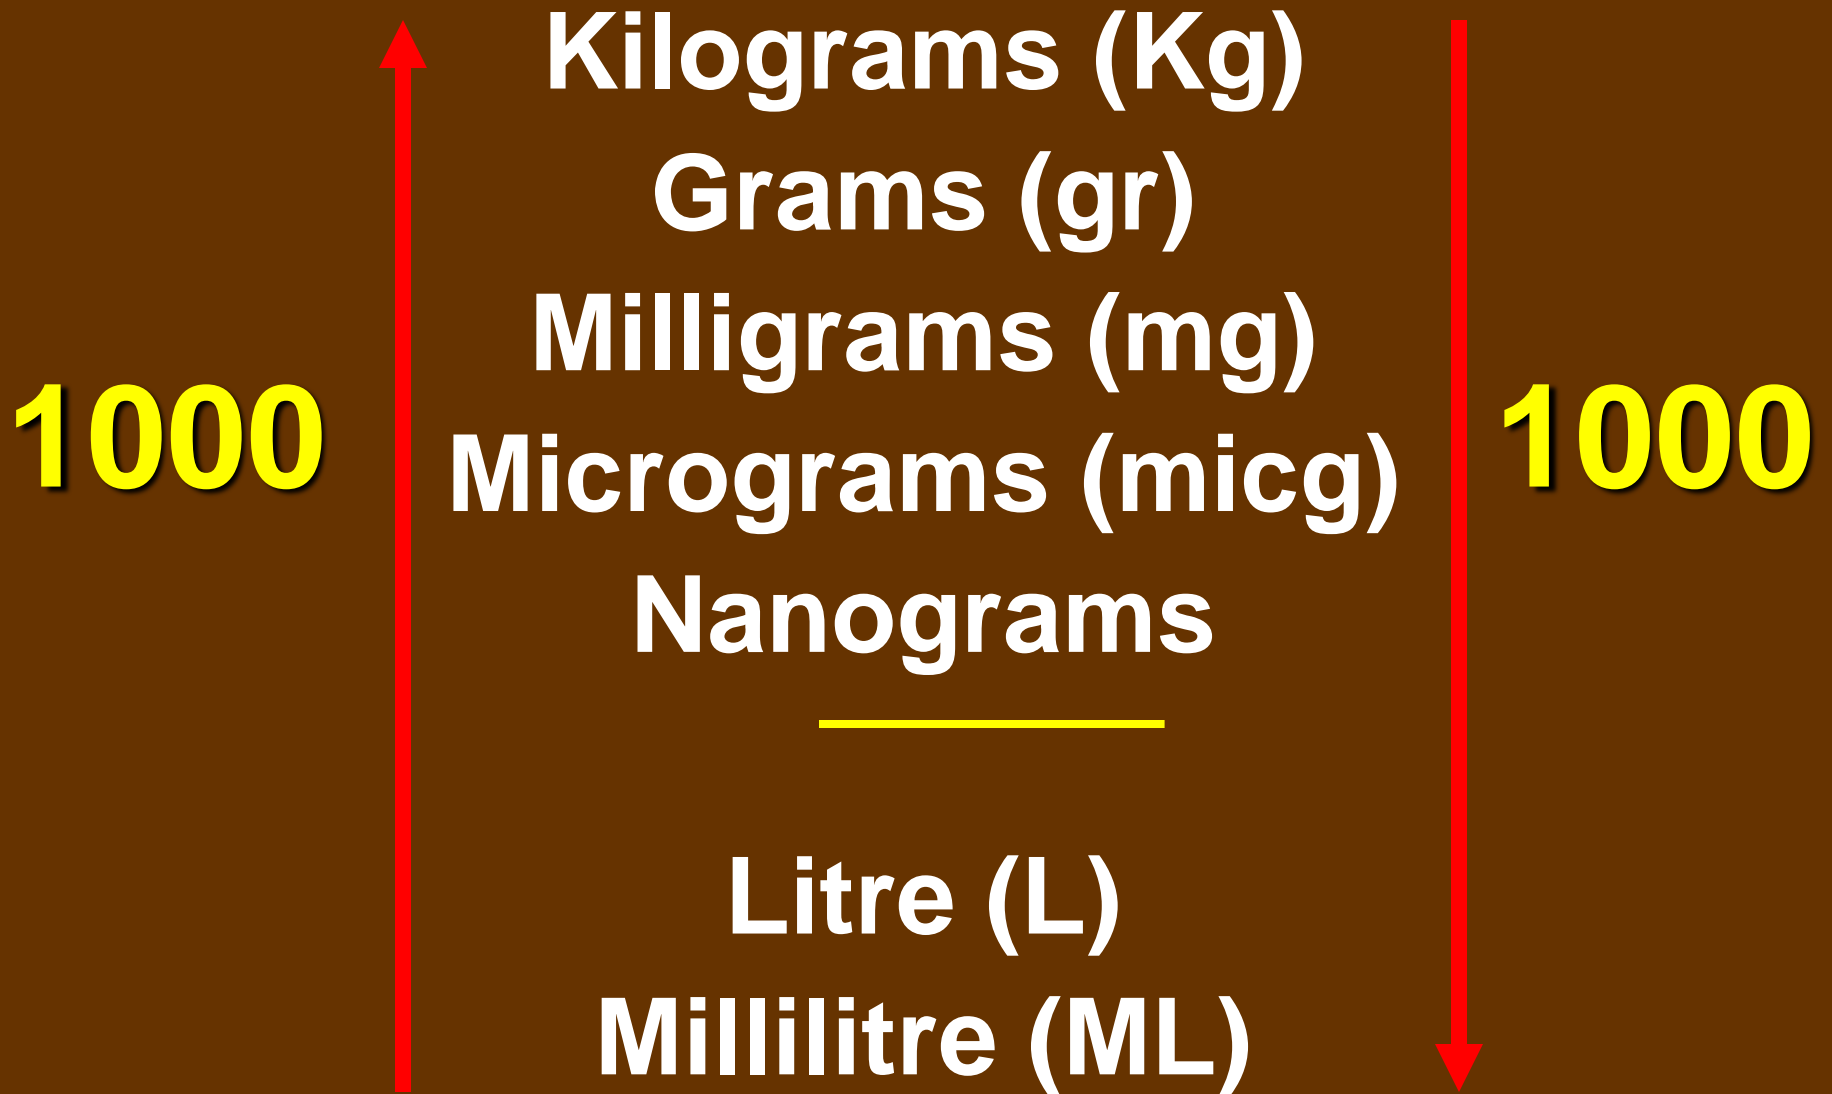 Kilograms (Kg)
Grams (gr)
Milligrams (mg)
1000
Micrograms (micg)
1000
Nanograms
Litre (L)
Millilitre (ML)